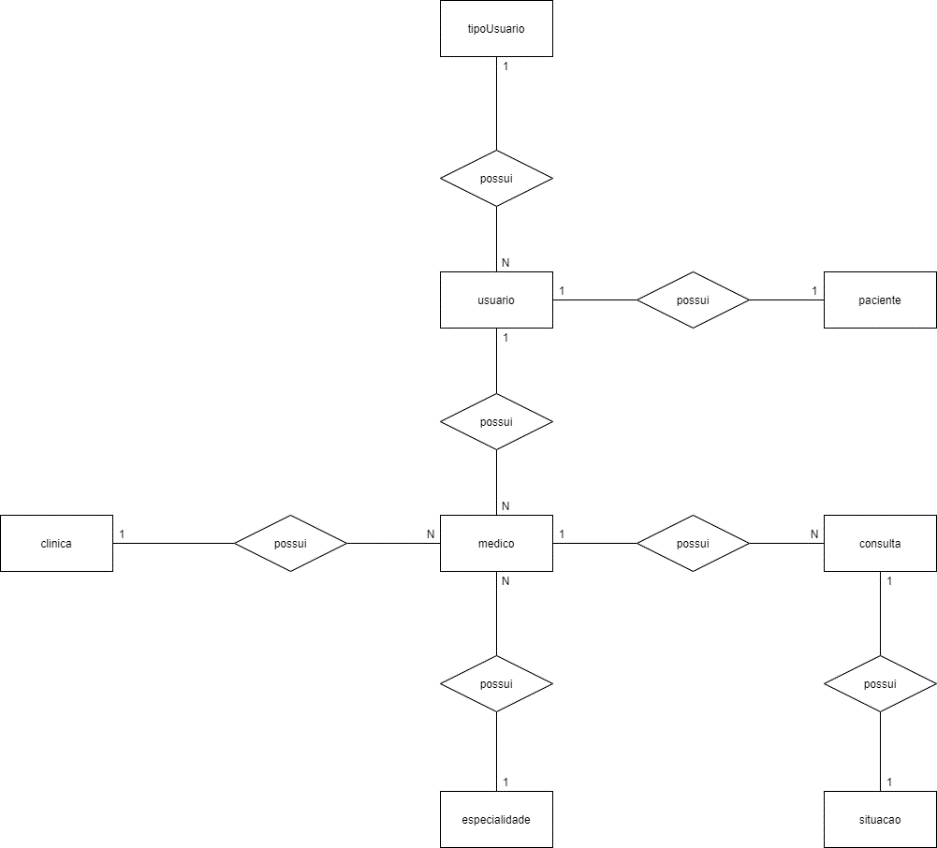 tipoUsuario
1
possui
N
usuario
1
possui
1
paciente
1
possui
N
clinica
1
possui
N
medico
1
possui
N
consulta
N
1
possui
possui
1
1
especialidade
situacao